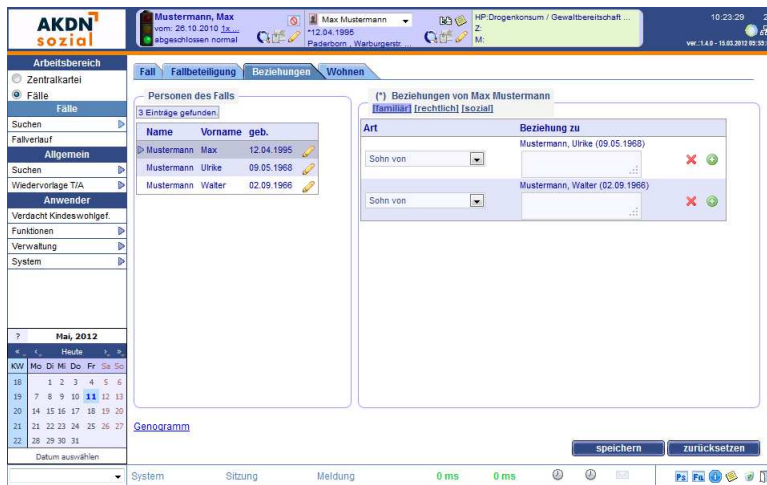 AKDN
sozial
Mustermann, Max
vom: 26.10.2010 1x ...
abgeschlossen normal
Max Mustermann
*12.04.1995
Paderborn , Warburgerstr ...
HP:Drogenkonsum / Gewaltbereitschaft ...
Z:
M:
10:23:29
ver.:1.4.0 - 15.03.2012
Arbeitsbereich
Zentralkartei
Fälle
Fälle
Suchen
Fallverlauf
Allgemein
Suchen
Wiedervorlage T/A
Anwender
Verdacht Kindeswohlgef.
Funktionen
Verwaltung
System
Fall Fallbeteiligung Beziehungen Wohnen
Personen des Falls
3 Einträge gefunden.
Name Vorname geb.
Mustermann Max 12.04.1995
Mustermann Ulrike 09.05.1968
Mustermann Walter 02.09.1966
(*) Beziehungen von Max Mustermann
[familiär] [rechtlich] [sozial]
Art Beziehung zu
Mustermann, Ulrike (09.05.1968)
Sohn von
Mustermann, Walter (02.09.1966)
Sohn von
? Mai, 2012
« ‹ Heute › »
KW Mo Di Mi Do Fr Sa So
18 1 2 3 4 5 6
19 7 8 9 10 11 12 13
20 14 15 16 17 18 19 20
21 21 22 23 24 25 26 27
22 28 29 30 31
Datum auswählen
Genogramm
speichern zurücksetzen
System Sitzung Meldung 0 ms 0 ms Ps Fu